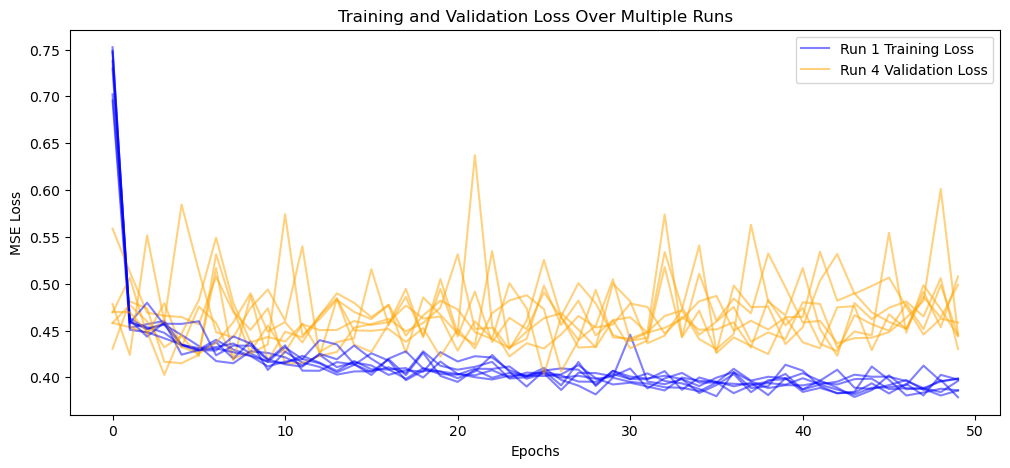 Training and Validation Loss Over Multiple Runs
Run 1 Training Loss
Run 4 Validation Loss
MSE Loss
0.75
0.70
0.65
0.60
0.55
0.50
0.45
0.40
0 10 20 30 40 50
Epochs